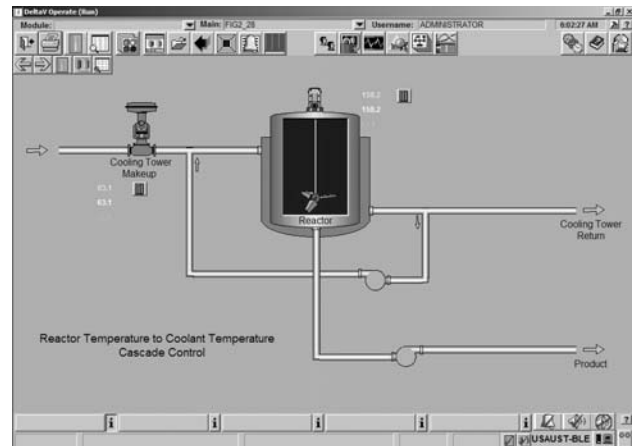 DeltaV Operate (Run)
Module: Main: FIG2_28 Username: ADMINISTRATOR 9:02:27 AM
158.2
158.2
Cooling Tower
Makeup
63.1
63.1
Reactor
Cooling Tower
Return
Reactor Temperature to Coolant Temperature
Cascade Control
Product
USAUST-BLE